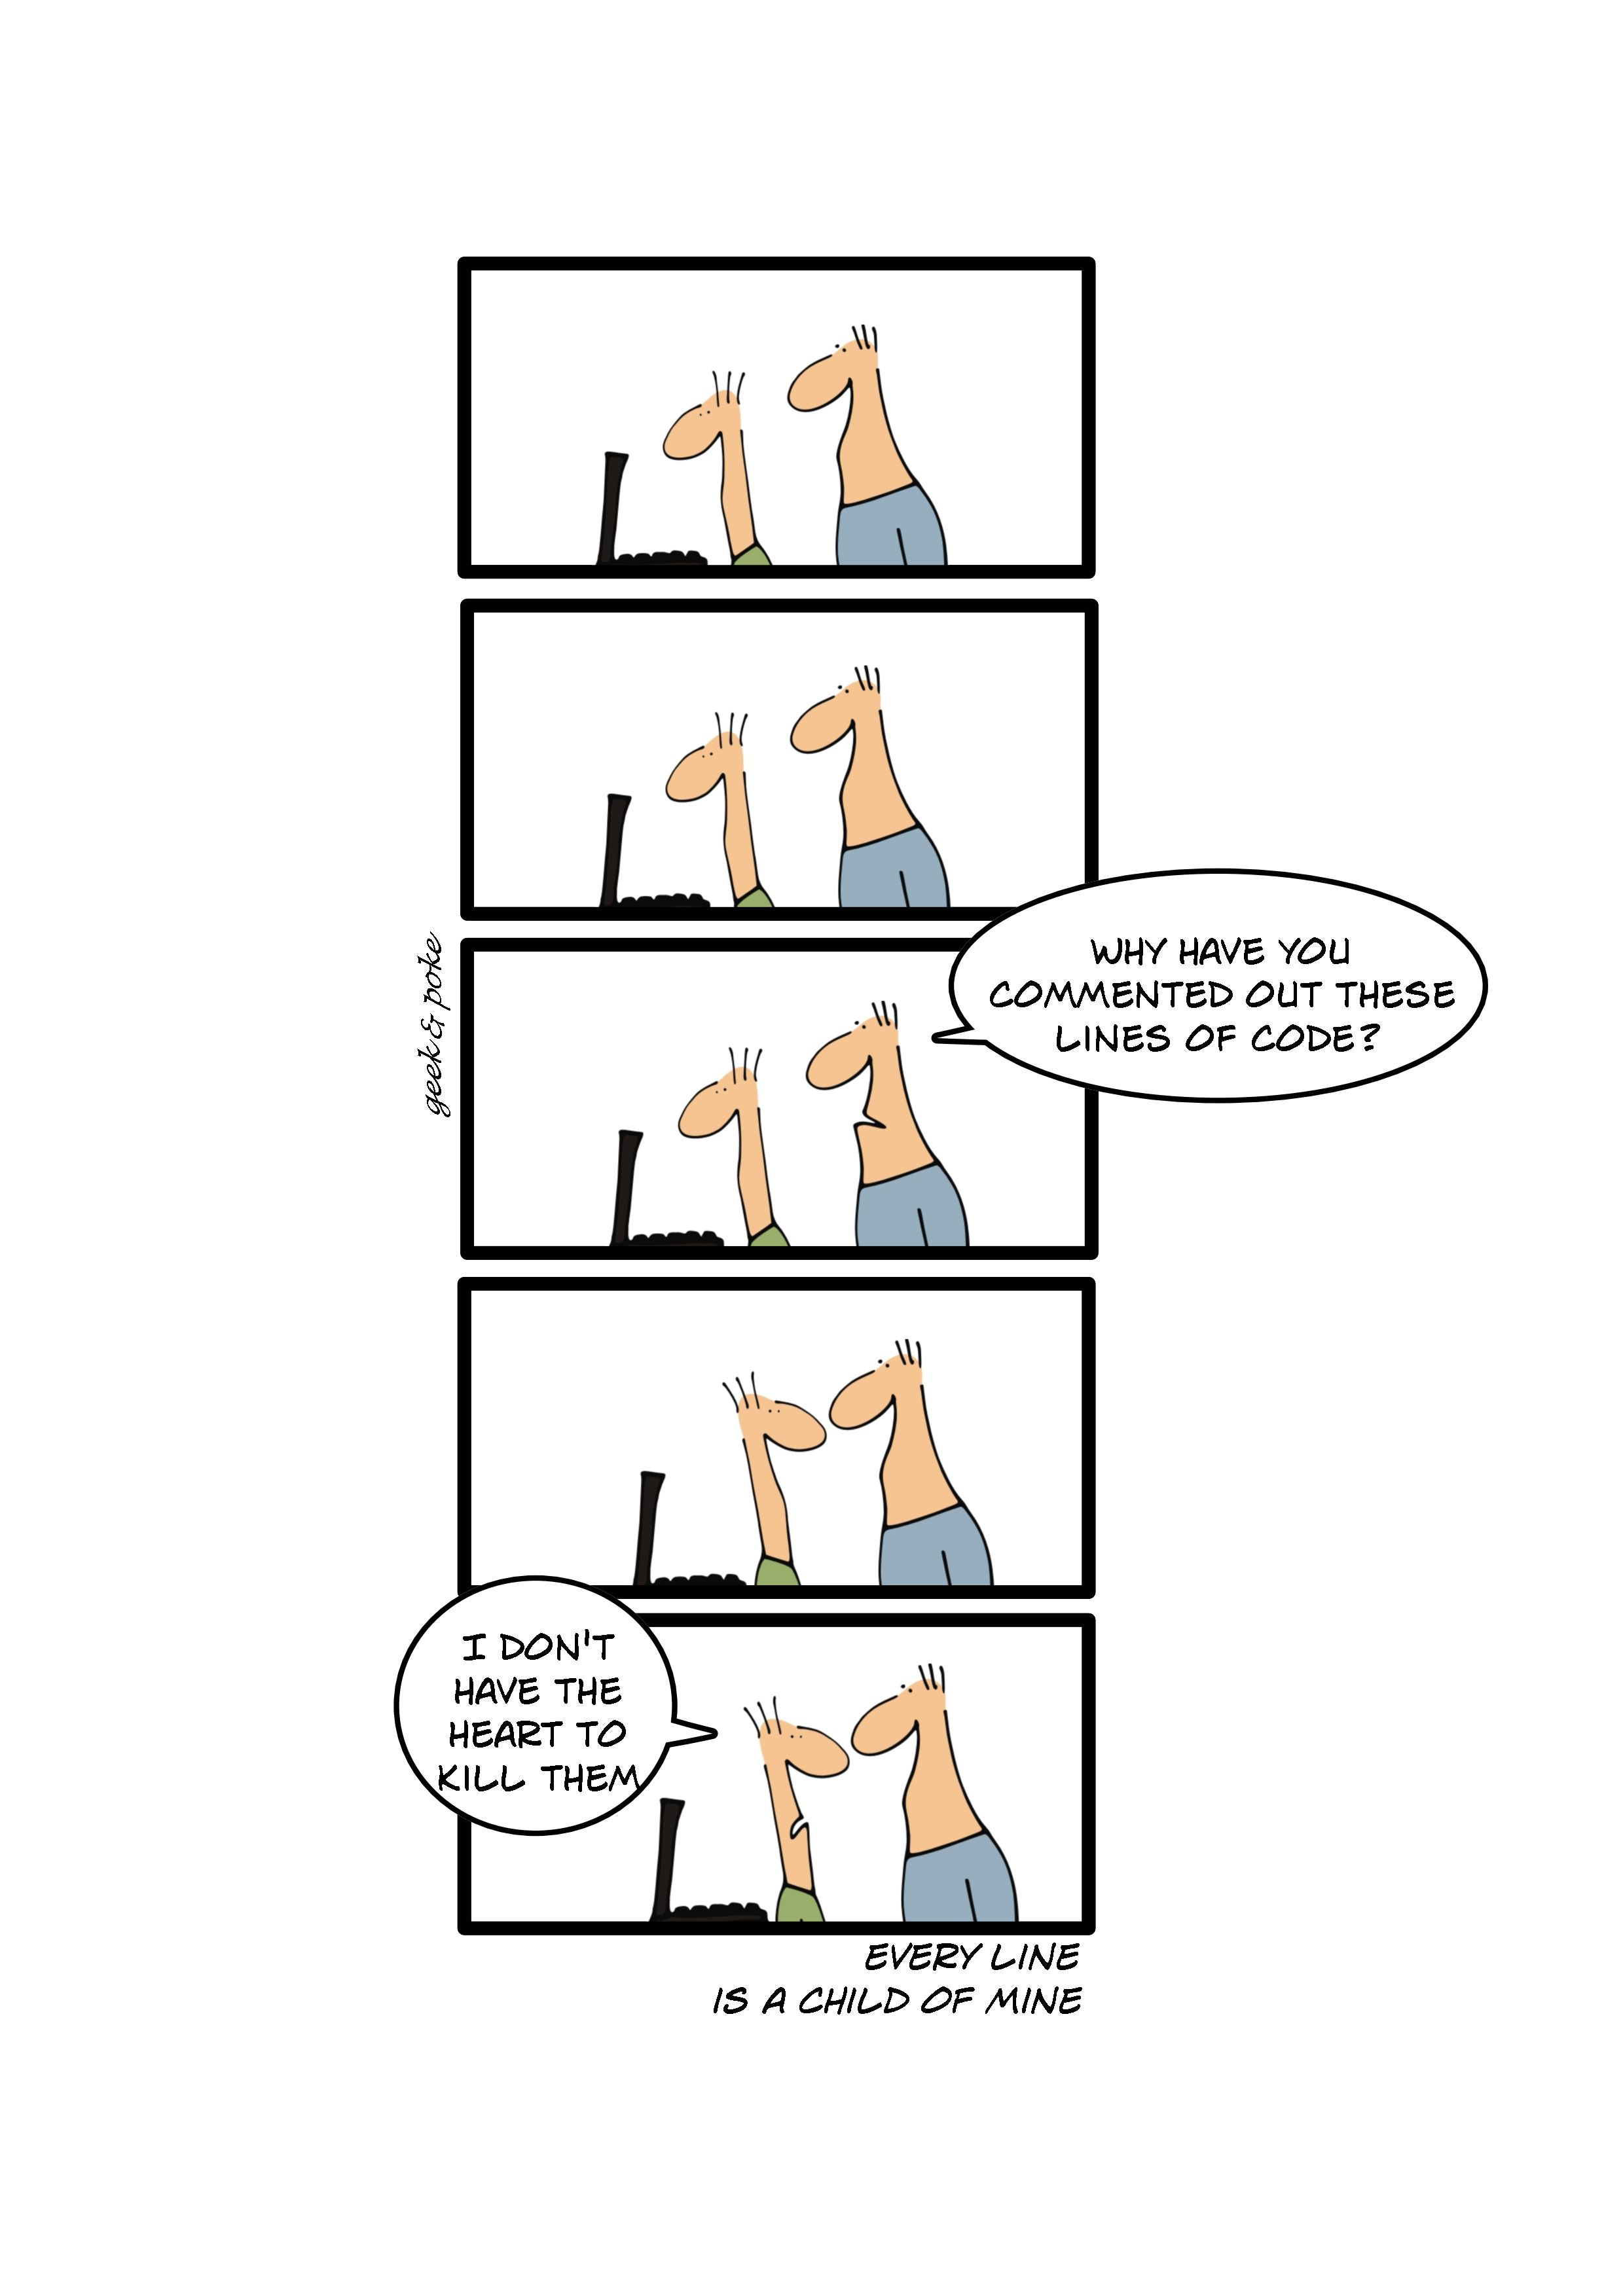 geek & poke
WHY HAVE YOU
COMMENTED OUT THESE
LINES OF CODE?
I DON'T
HAVE THE
HEART TO
KILL THEM
EVERY LINE
IS A CHILD OF MINE